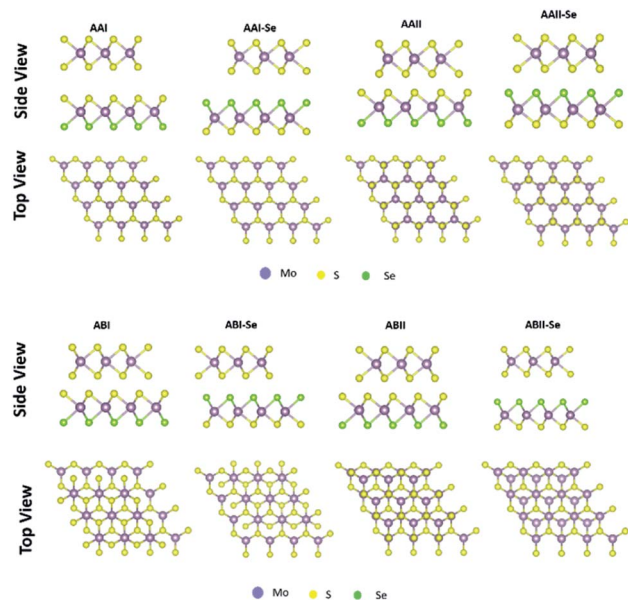 AAI AAI-Se AAII AAII-Se
Side View
Top View
Mo S Se
ABI ABI-Se ABII ABII-Se
Side View
Top View
Mo S Se